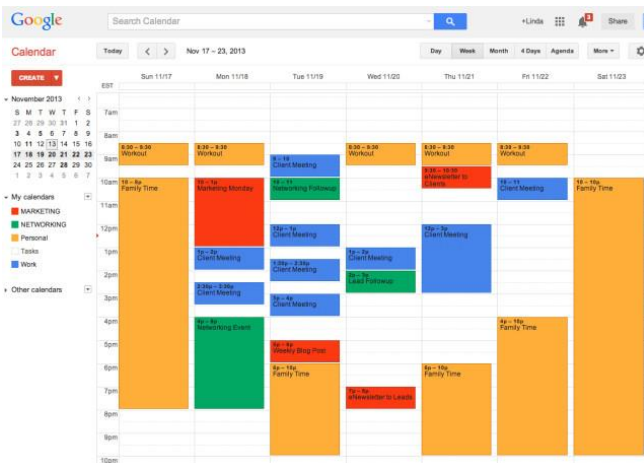 Google
Search Calendar
+Linda
3
Share
Calendar
Today
Nov 17 – 23, 2013
Day
Week
Month
4 Days
Agenda
More
CREATE
Sun 11/17
Mon 11/18
Tue 11/19
Wed 11/20
Thu 11/21
Fri 11/22
Sat 11/23
EST
November 2013
S M T W T F S
27 28 29 30 31 1 2
3 4 5 6 7 8 9
10 11 12 13 14 15 16
17 18 19 20 21 22 23
24 25 26 27 28 29 30
1 2 3 4 5 6 7
My calendars
MARKETING
NETWORKING
Personal
Tasks
Work
Other calendars
7am
8am
9am
10am
11am
12pm
1pm
2pm
3pm
4pm
5pm
6pm
7pm
8pm
9pm
10pm
8:30 – 9:30
Workout
10 – 8p
Family Time
8:30 – 9:30
Workout
10 – 1p
Marketing Monday
1p – 2p
Client Meeting
2:30p – 3:30p
Client Meeting
4p – 8p
Networking Event
9 – 10
Client Meeting
10 – 11
Networking Followup
12p – 1p
Client Meeting
1:30p – 2:30p
Client Meeting
3p – 4p
Client Meeting
5p – 6p
Weekly Blog Post
6p – 10p
Family Time
8:30 – 9:30
Workout
1p – 2p
Client Meeting
2p – 3p
Lead Followup
7p – 8p
eNewsletter to Leads
8:30 – 9:30
Workout
9:30 – 10:30
eNewsletter to
Clients
12p – 3p
Client Meeting
6p – 10p
Family Time
8:30 – 9:30
Workout
10 – 11
Client Meeting
4p – 10p
Family Time
10 – 10p
Family Time